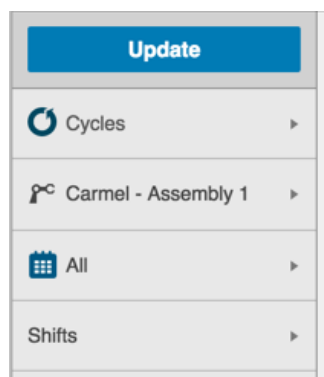 Update
Cycles
Carmel - Assembly 1
All
Shifts